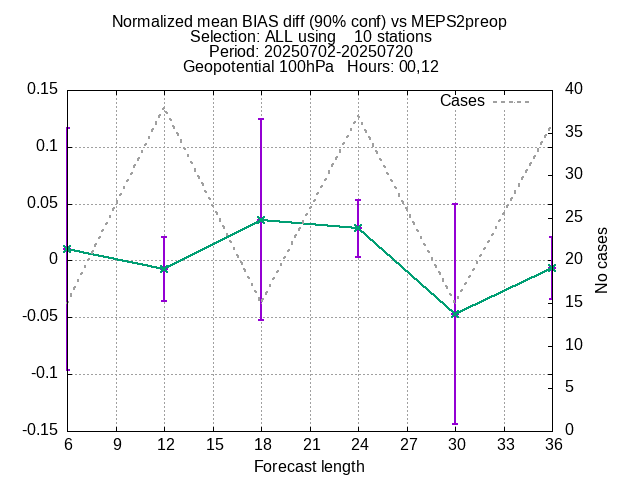 Normalized mean BIAS diff (90% conf) vs MEPS2preop
Selection: ALL using    10 stations
Period: 20250702-20250720
Geopotential 100hPa   Hours: 00,12
Cases
0.15
0.1
0.05
0
-0.05
-0.1
-0.15
40
35
30
25
20
15
10
5
0
No cases
6 9 12 15 18 21 24 27 30 33 36
Forecast length